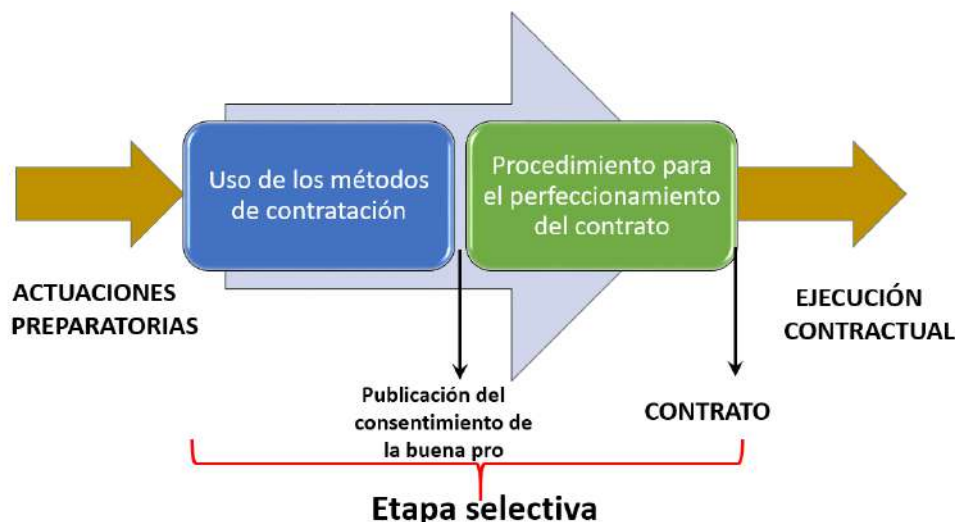 Uso de los métodos
de contratación
Procedimiento para
el perfeccionamiento
del contrato
ACTUACIONES
PREPARATORIAS
EJECUCIÓN
CONTRACTUAL
Publicación del
consentimiento de
la buena pro
CONTRATO
Etapa selectiva